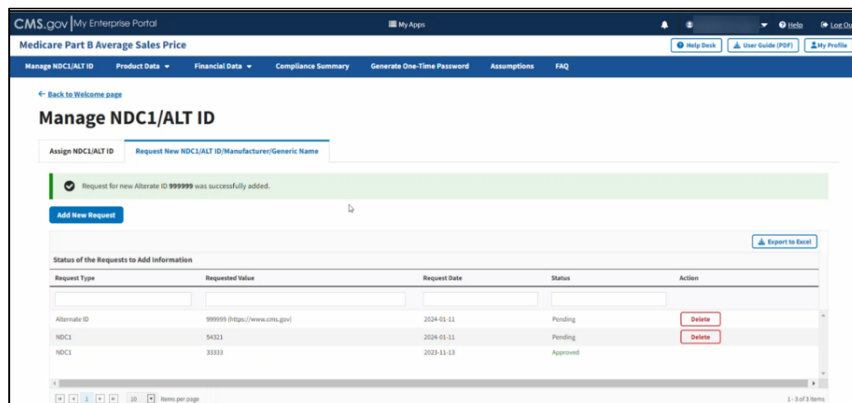 CMS.gov | My Enterprise Portal My Apps Help Log Ou
Medicare Part B Average Sales Price Help Desk User Guide (PDF) My Profile
Manage NDC1/ALT ID Product Data Financial Data Compliance Summary Generate One-Time Password Assumptions FAQ
Back to Welcome page
Manage NDC1/ALT ID
Assign NDC1/ALT ID Request New NDC1/ALT ID/Manufacturer/Generic Name
Request for new Alterate ID 999999 was successfully added.
Add New Request
Export to Excel
Status of the Requests to Add Information
Request Type Requested Value Request Date Status Action
Alternate ID 999999 (https://www.cms.gov) 2024-01-11 Pending Delete
NDC1 54321 2024-01-11 Pending Delete
NDC1 33333 2023-11-13 Approved
1 10 Items per page 1 - 3 of 3 items